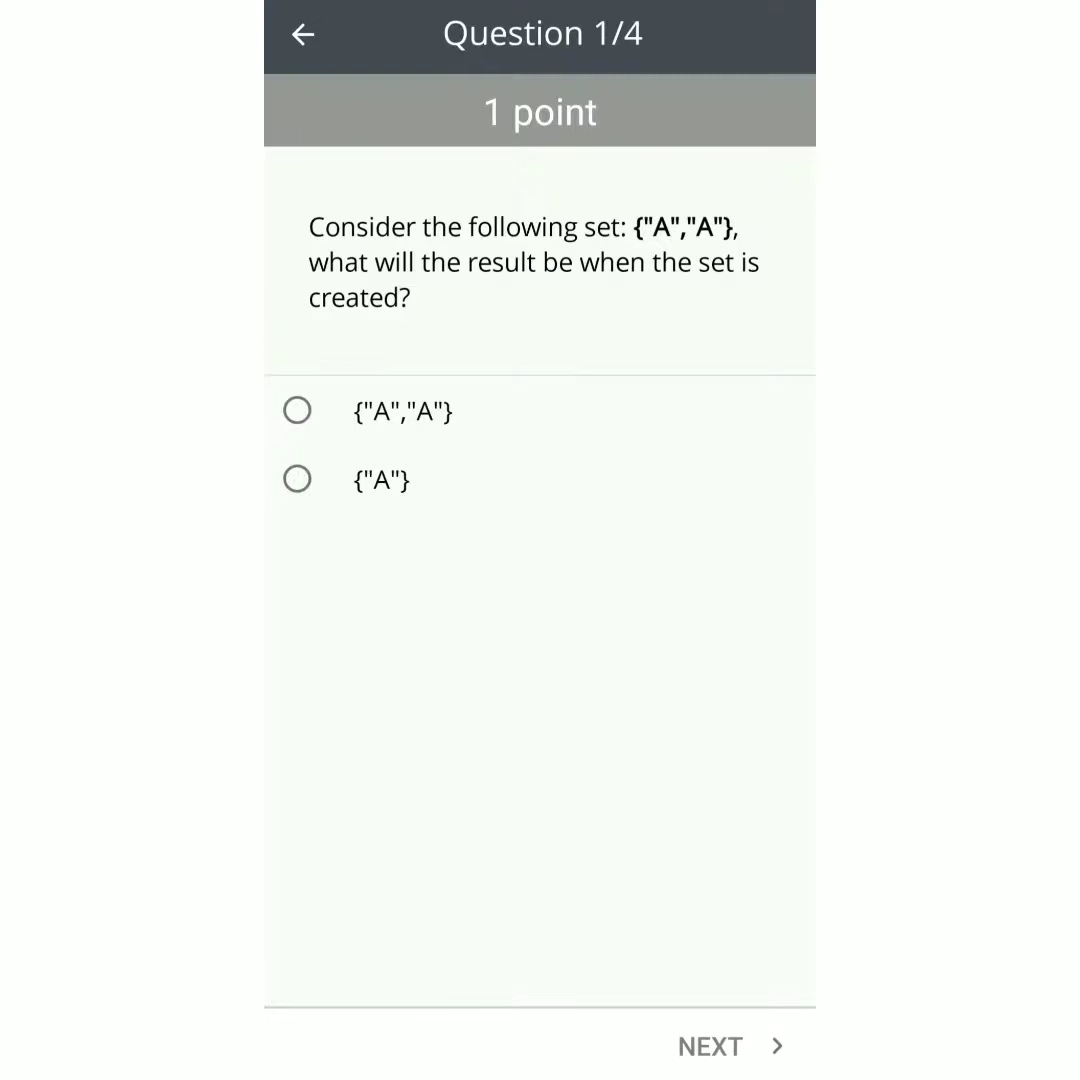 Question 1/4
1 point
Consider the following set: {"A","A"},
what will the result be when the set is
created?
{"A","A"}
{"A"}
NEXT